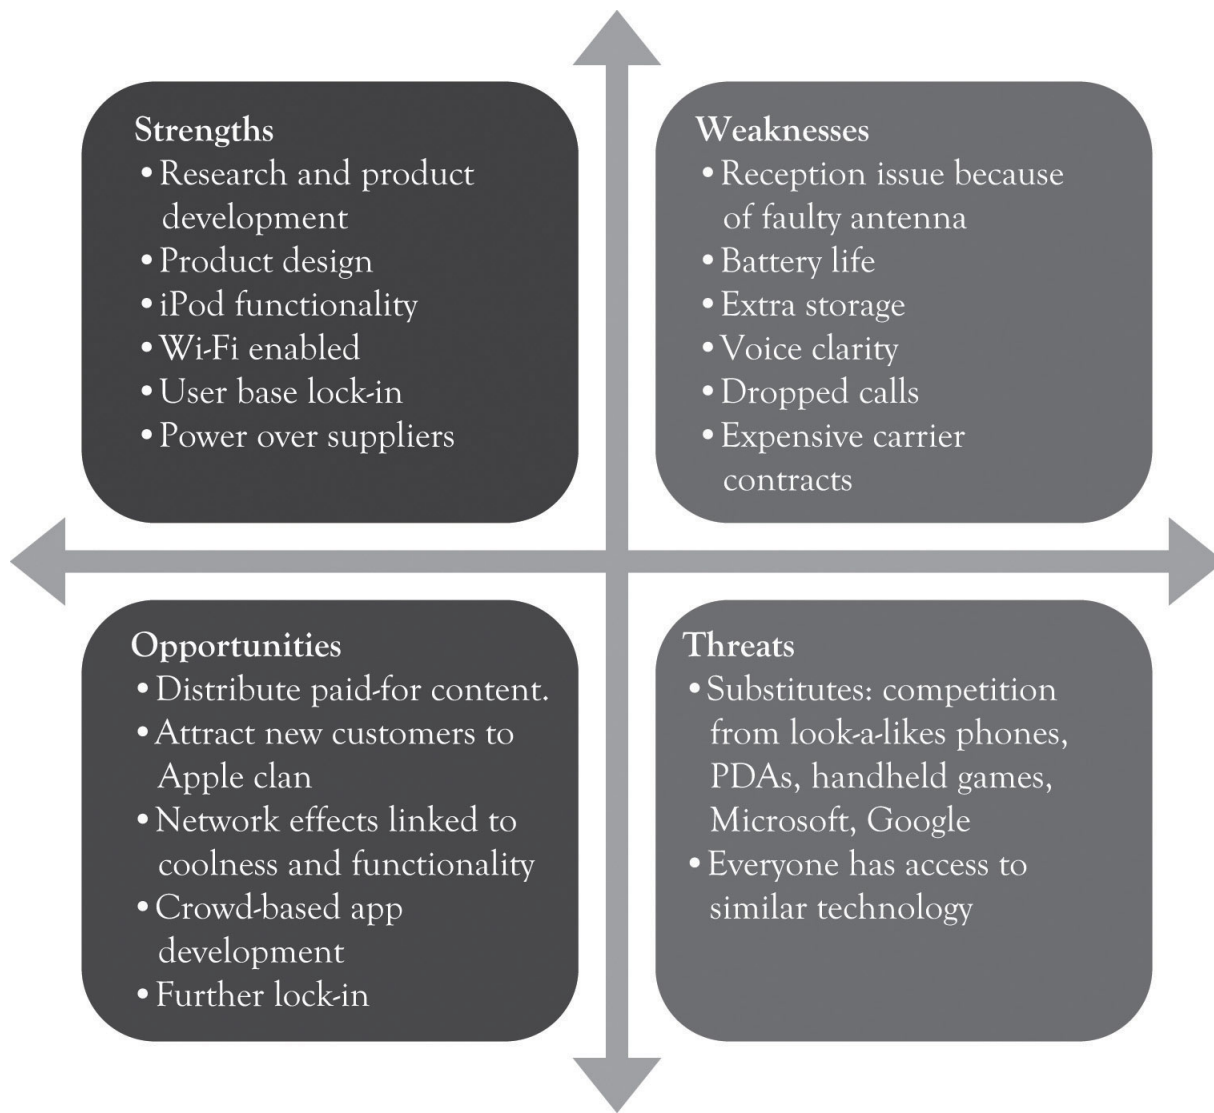 Strengths
• Research and product
development
• Product design
• iPod functionality
• Wi-Fi enabled
• User base lock-in
• Power over suppliers
Weaknesses
• Reception issue because
of faulty antenna
• Battery life
• Extra storage
• Voice clarity
• Dropped calls
• Expensive carrier
contracts
Opportunities
• Distribute paid-for content.
• Attract new customers to
Apple clan
• Network effects linked to
coolness and functionality
• Crowd-based app
development
• Further lock-in
Threats
• Substitutes: competition
from look-a-likes phones,
PDAs, handheld games,
Microsoft, Google
• Everyone has access to
similar technology